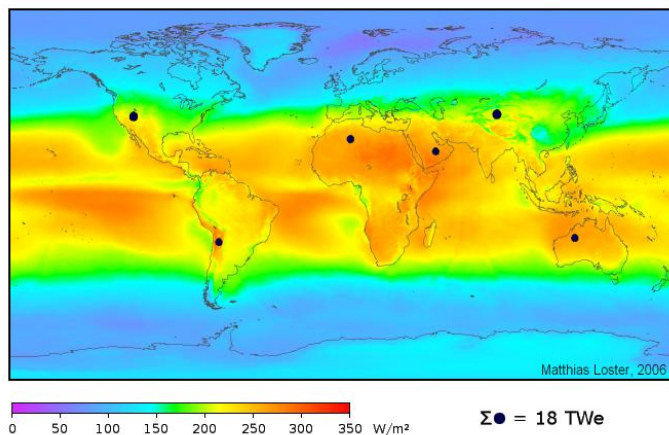 Matthias Loster, 2006
0 50 100 150 200 250 300 350 W/m²
Σ● = 18 TWe